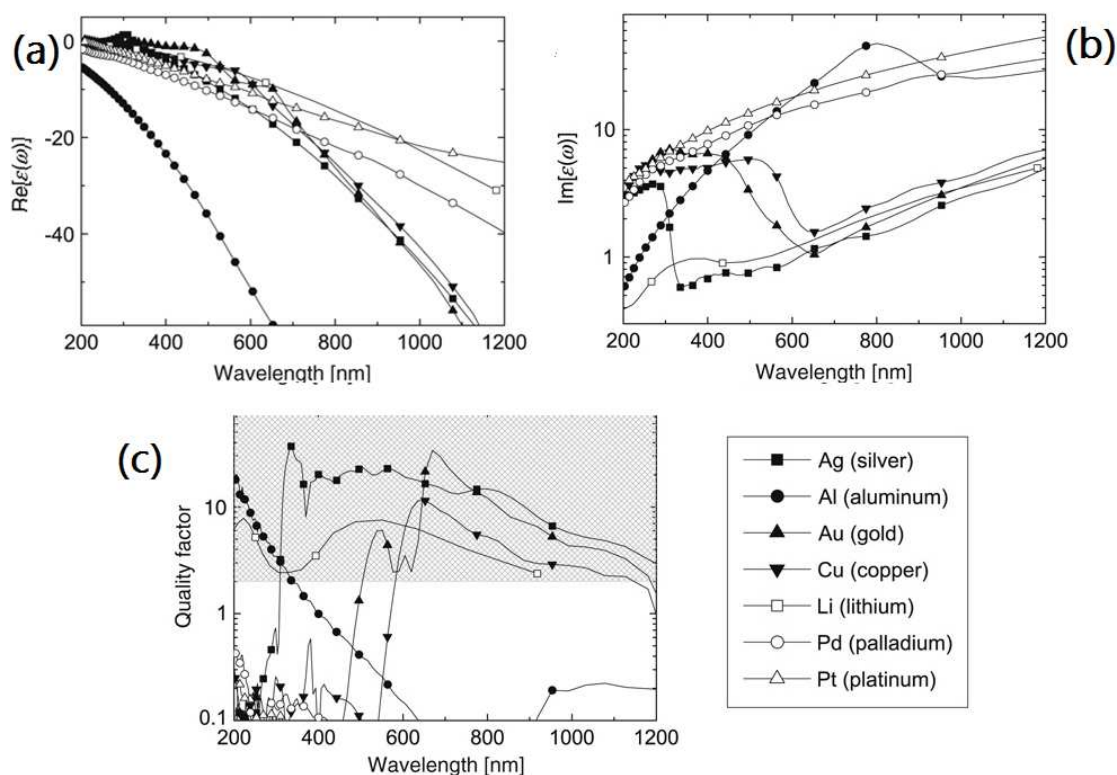 (a)
0
-20
-40
Re[ε(ω)]
200 400 600 800 1000 1200
Wavelength [nm]
(b)
10
1
Im[ε(ω)]
200 400 600 800 1000 1200
Wavelength [nm]
(c)
10
1
0.1
Quality factor
200 400 600 800 1000 1200
Wavelength [nm]
Ag (silver)
Al (aluminum)
Au (gold)
Cu (copper)
Li (lithium)
Pd (palladium)
Pt (platinum)